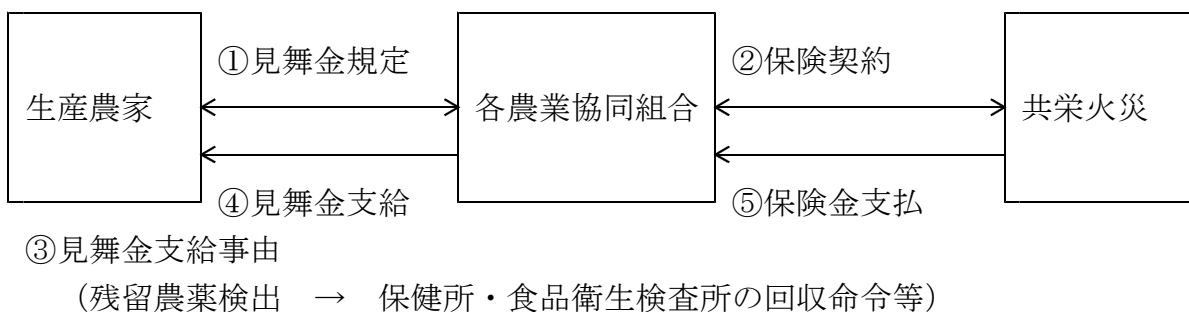 ①見舞金規定
②保険契約
生産農家
各農業協同組合
共栄火災
④見舞金支給
⑤保険金支払
③見舞金支給事由
（残留農薬検出　→　保健所・食品衛生検査所の回収命令等）